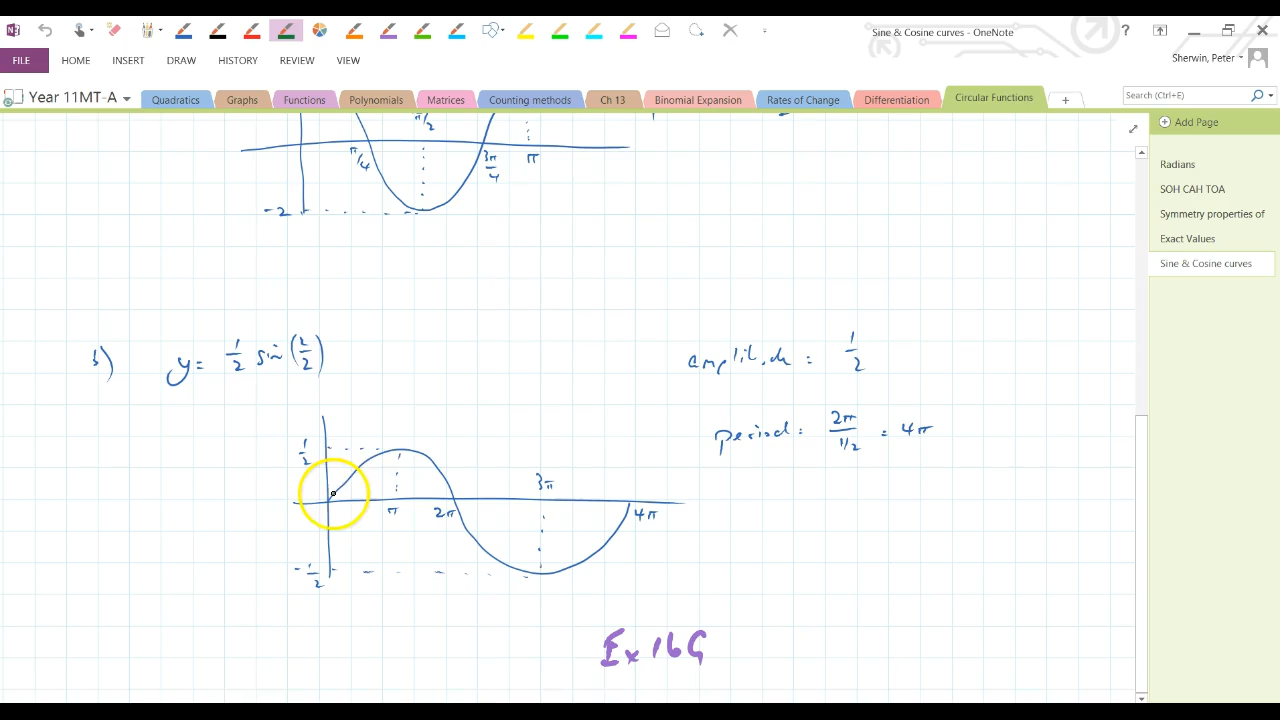 Sine & Cosine curves - OneNote
?
FILE HOME INSERT DRAW HISTORY REVIEW VIEW
Sherwin, Peter
Year 11MT-A
Quadratics Graphs Functions Polynomials Matrices Counting methods Ch 13 Binomial Expansion Rates of Change Differentiation Circular Functions +
Search (Ctrl+E)
Add Page
Radians
SOH CAH TOA
Symmetry properties of
Exact Values
Sine & Cosine curves
π/2
π/4
3π/4
π
-2
b) y = 1/2 sin(x/2)
amplitude = 1/2
period = 2π/(1/2) = 4π
1/2
3π
π
2π
4π
-1/2
Ex 16G